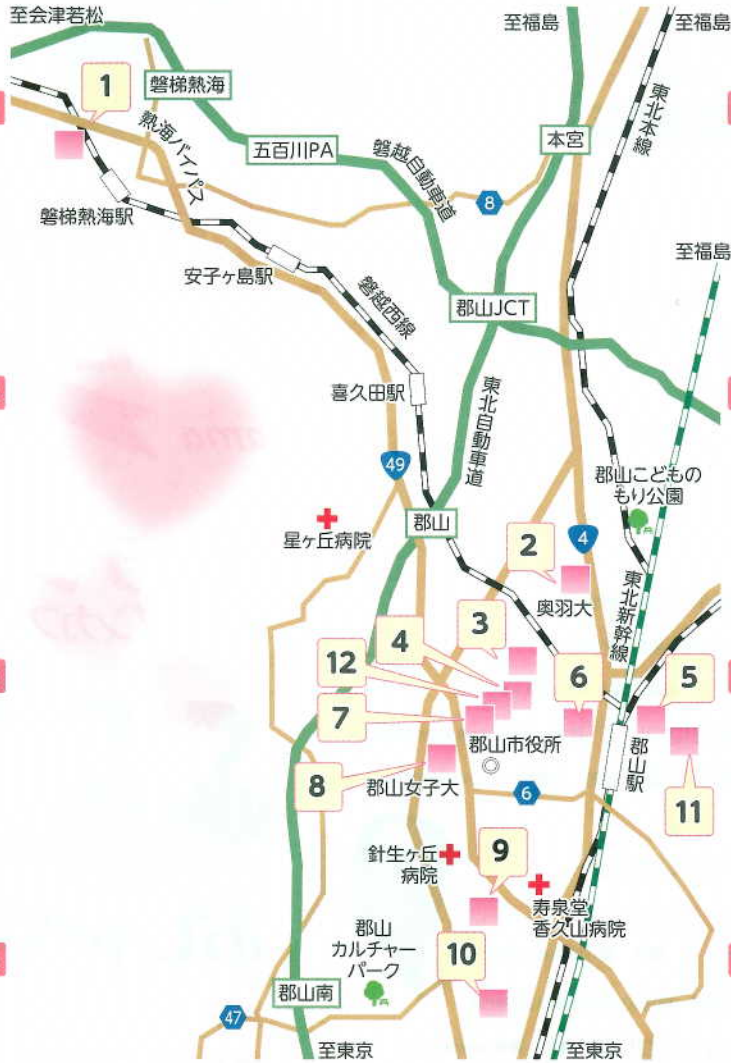 至会津若松
至福島
至福島
1
磐梯熱海
東北本線
本宮
熱海バイパス
五百川PA
磐越自動車道
8
磐梯熱海駅
安子ヶ島駅
至福島
磐越西線
郡山JCT
喜久田駅
東北自動車道
49
郡山こどもの
もり公園
星ヶ丘病院
郡山
2
4
奥羽大
東北新幹線
3
4
12
6
5
7
郡山市役所
郡山駅
8
郡山女子大
6
11
針生ヶ丘
病院
9
寿泉堂
香久山病院
郡山
カルチャー
パーク
10
郡山南
47
至東京
至東京